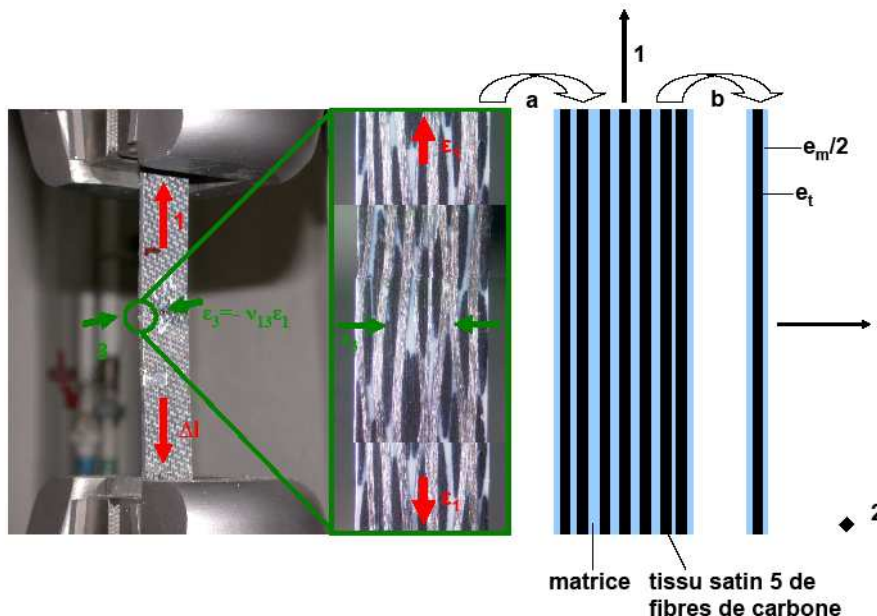 1
a
b
e_m/2
e_t
ε_1
1
ε_3=- ν_13ε_1
3
Δl
ε_1
2
matrice
tissu satin 5 de
fibres de carbone